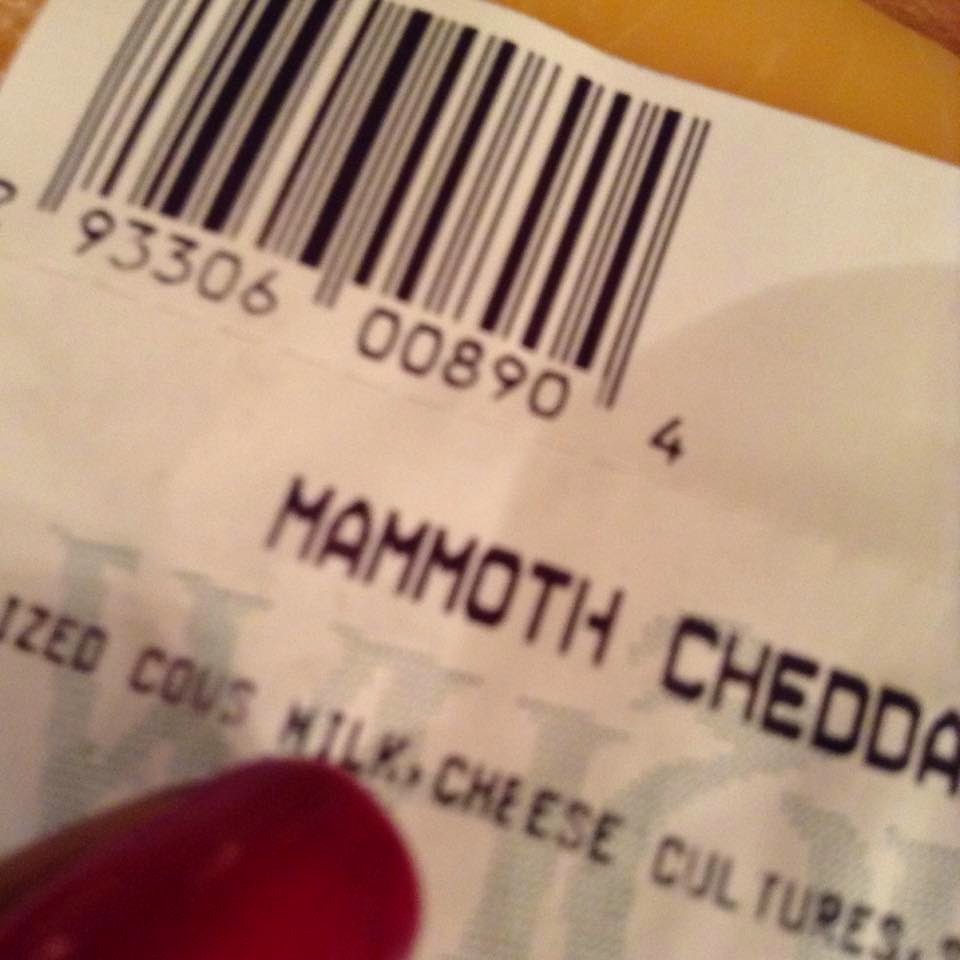 93306 00890 4
MAMMOTH CHEDDA
IZED COWS MILK, CHEESE CULTURES,